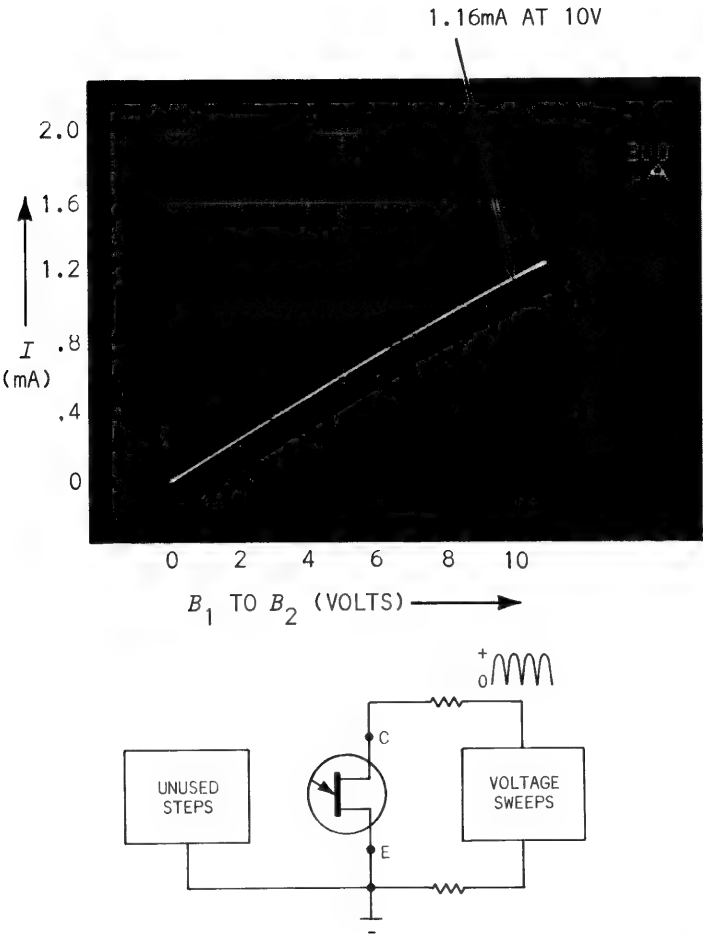 1.16mA AT 10V
2.0
1.6
1.2
.8
.4
0
I
(mA)
0 2 4 6 8 10
B1 TO B2 (VOLTS)
+
0
C
UNUSED
STEPS
VOLTAGE
SWEEPS
E